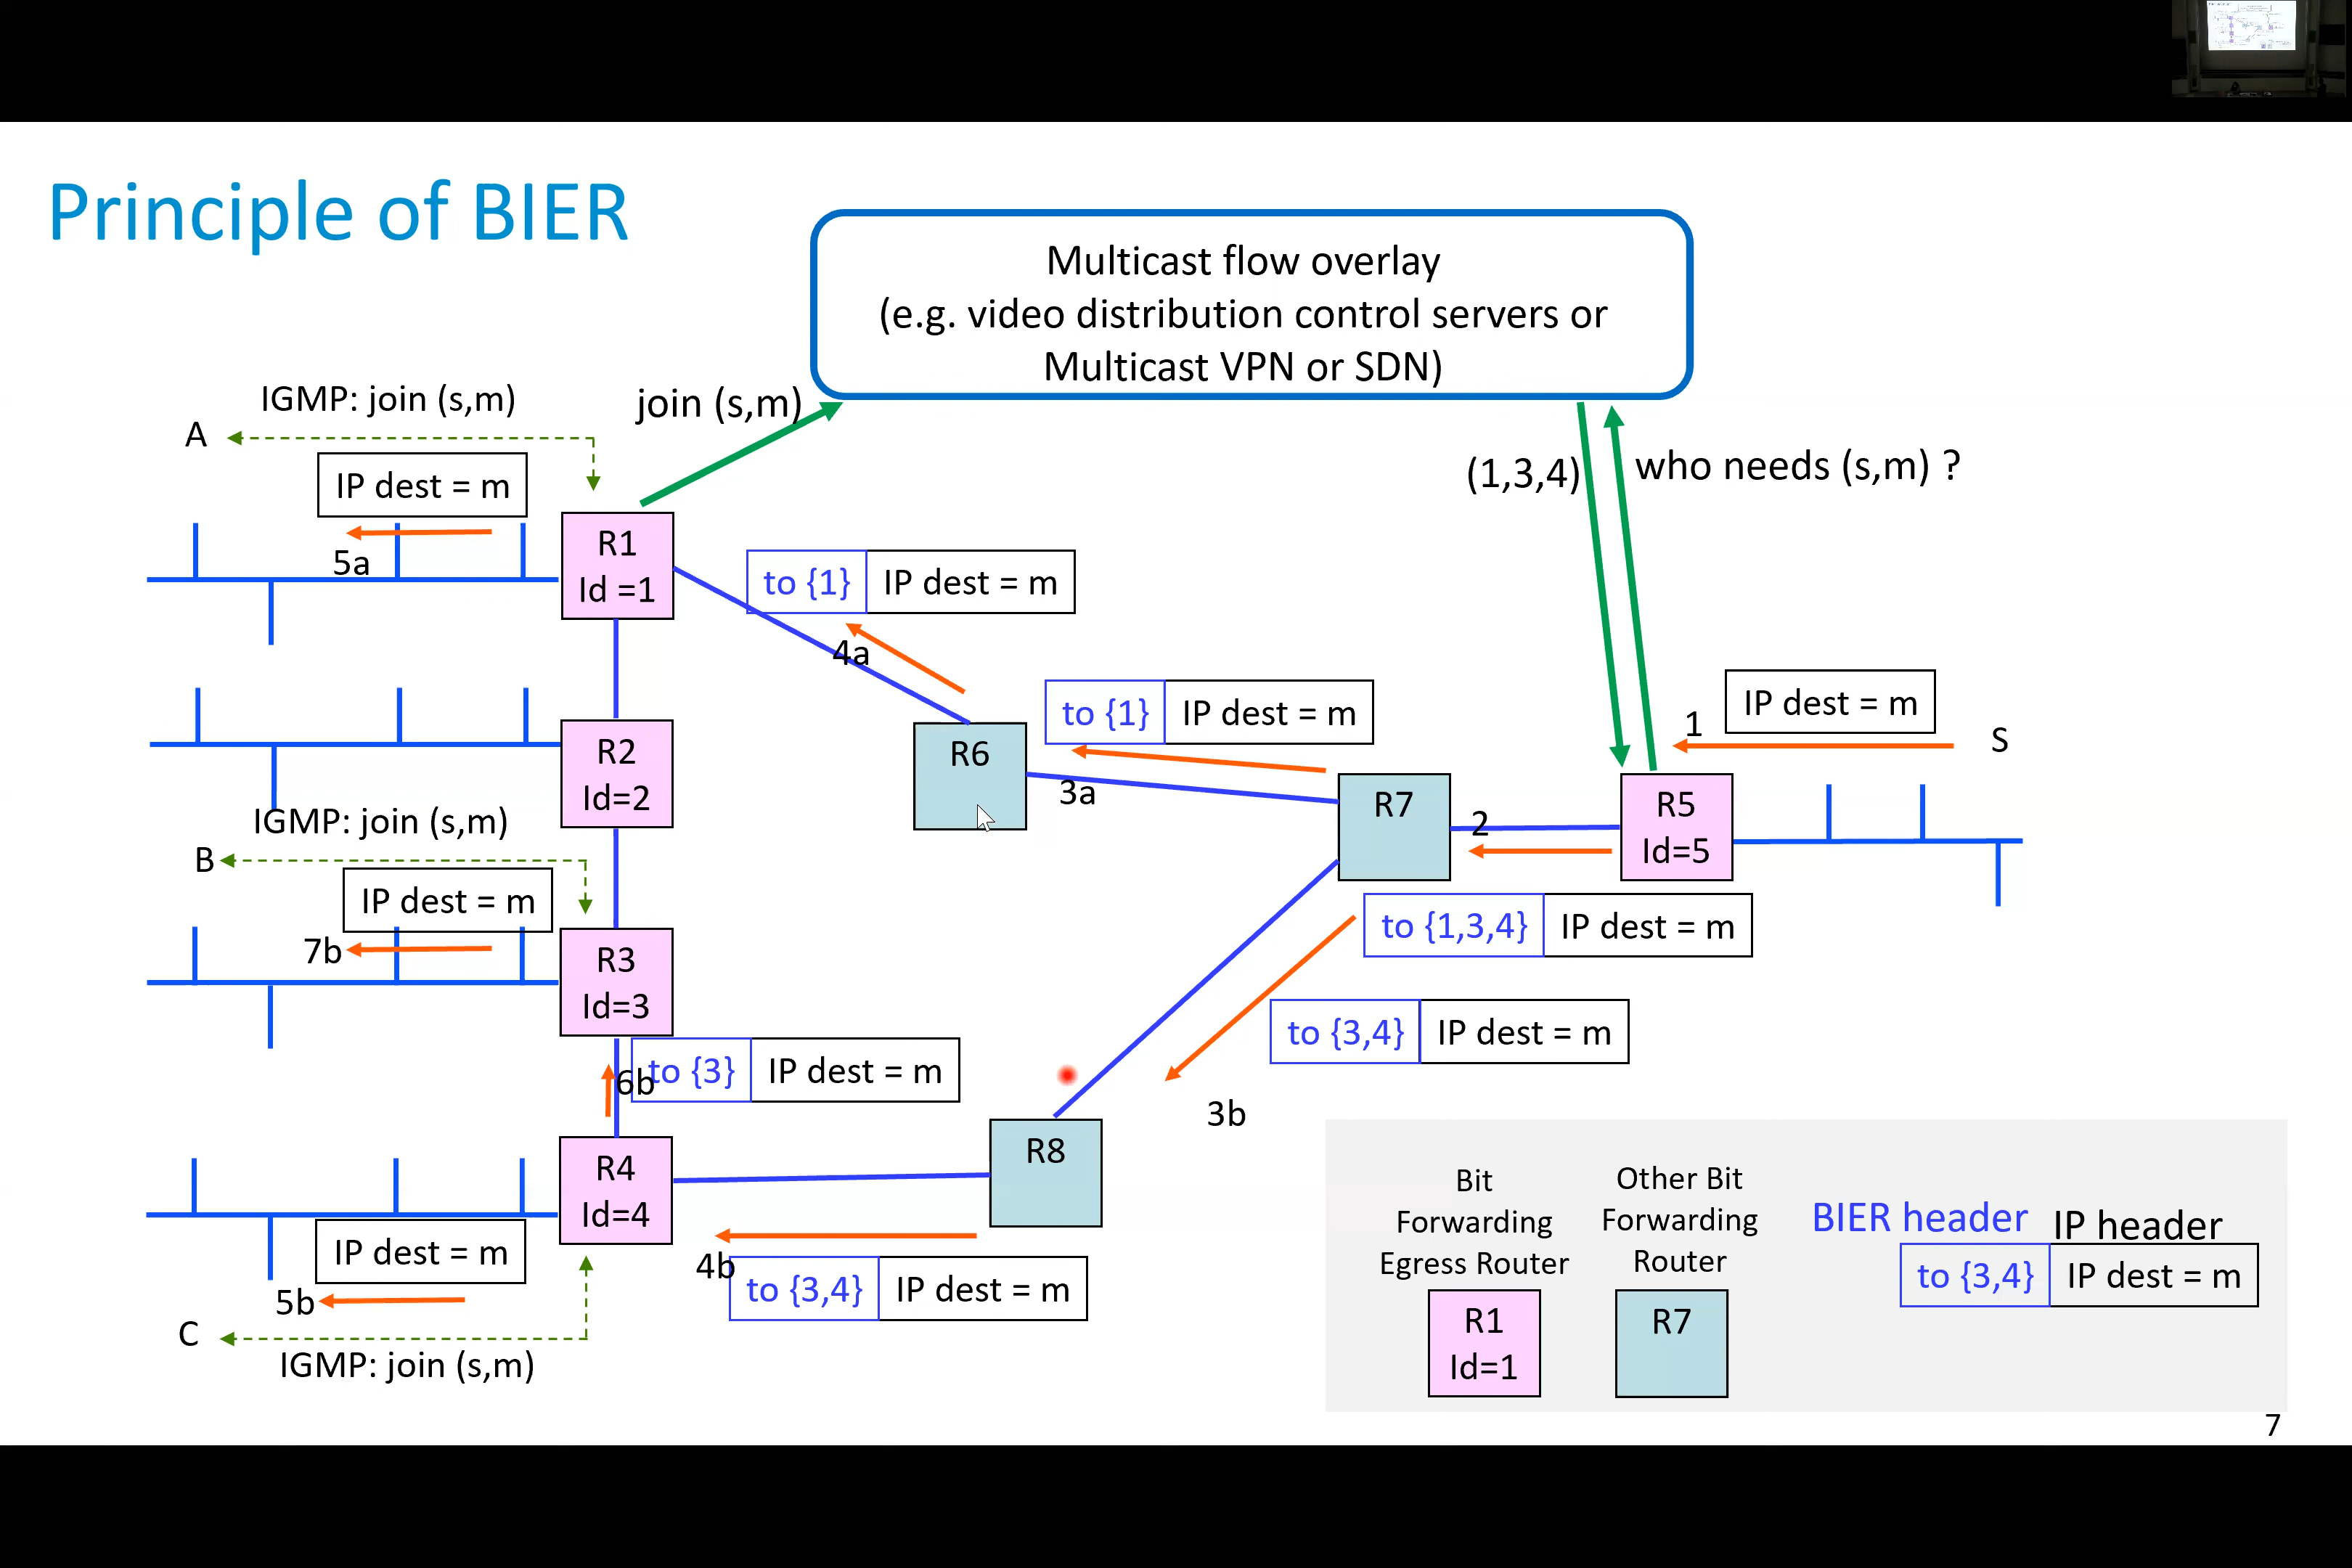 Principle of BIER
Multicast flow overlay
(e.g. video distribution control servers or
Multicast VPN or SDN)
IGMP: join (s,m)
join (s,m)
A
IP dest = m
(1,3,4)
who needs (s,m) ?
5a
R1
Id =1
to {1} IP dest = m
4a
to {1} IP dest = m
IP dest = m
1
S
R2
Id=2
R6
3a
R7
2
R5
Id=5
IGMP: join (s,m)
B
IP dest = m
7b
R3
Id=3
to {1,3,4} IP dest = m
to {3,4} IP dest = m
6b
to {3} IP dest = m
3b
R4
Id=4
R8
IP dest = m
5b
4b
to {3,4} IP dest = m
C
IGMP: join (s,m)
Bit
Forwarding
Egress Router
R1
Id=1
Other Bit
Forwarding
Router
R7
BIER header
IP header
to {3,4} IP dest = m
7